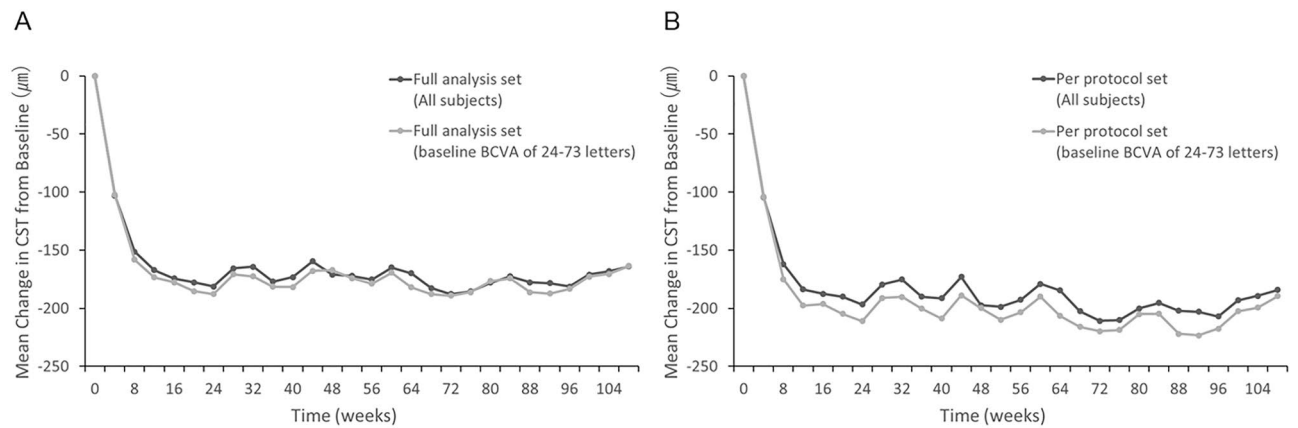 A
Mean Change in CST from Baseline (㎛)
0
-50
-100
-150
-200
-250
Full analysis set
(All subjects)
Full analysis set
(baseline BCVA of 24-73 letters)
0 8 16 24 32 40 48 56 64 72 80 88 96 104
Time (weeks)
B
Mean Change in CST from Baseline (㎛)
0
-50
-100
-150
-200
-250
Per protocol set
(All subjects)
Per protocol set
(baseline BCVA of 24-73 letters)
0 8 16 24 32 40 48 56 64 72 80 88 96 104
Time (weeks)